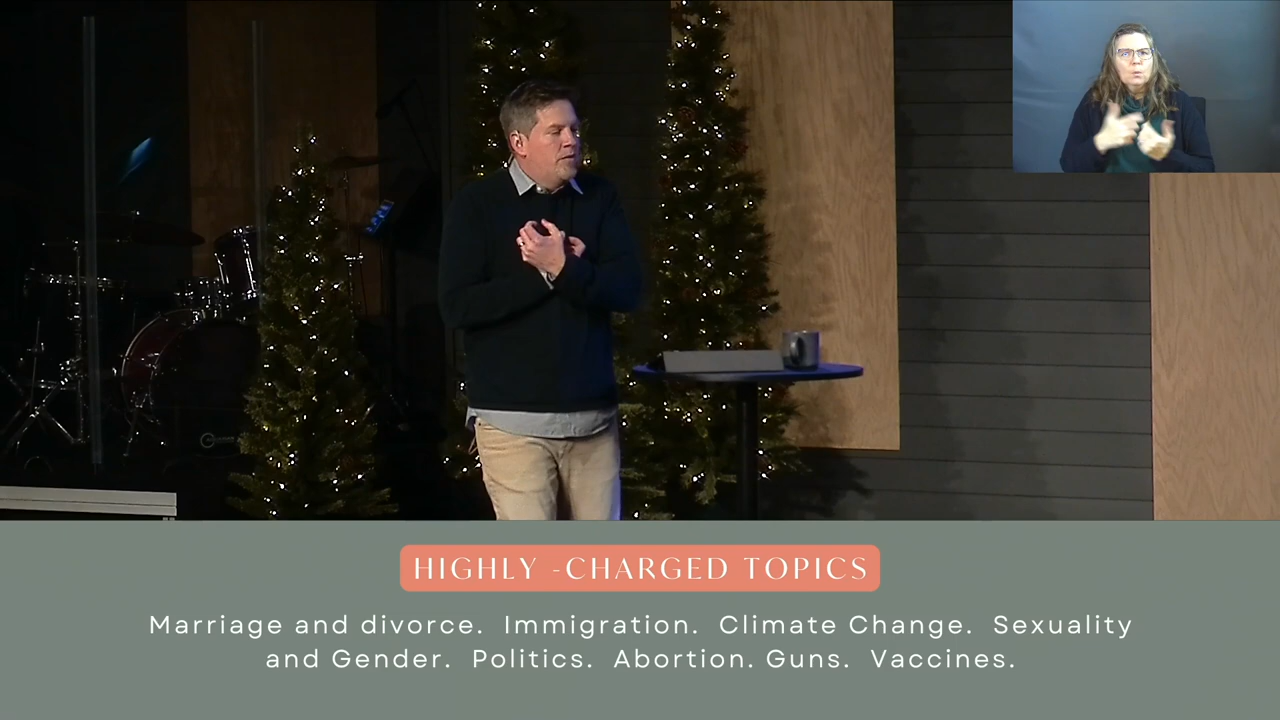 HIGHLY -CHARGED TOPICS
Marriage and divorce. Immigration. Climate Change. Sexuality
and Gender. Politics. Abortion. Guns. Vaccines.